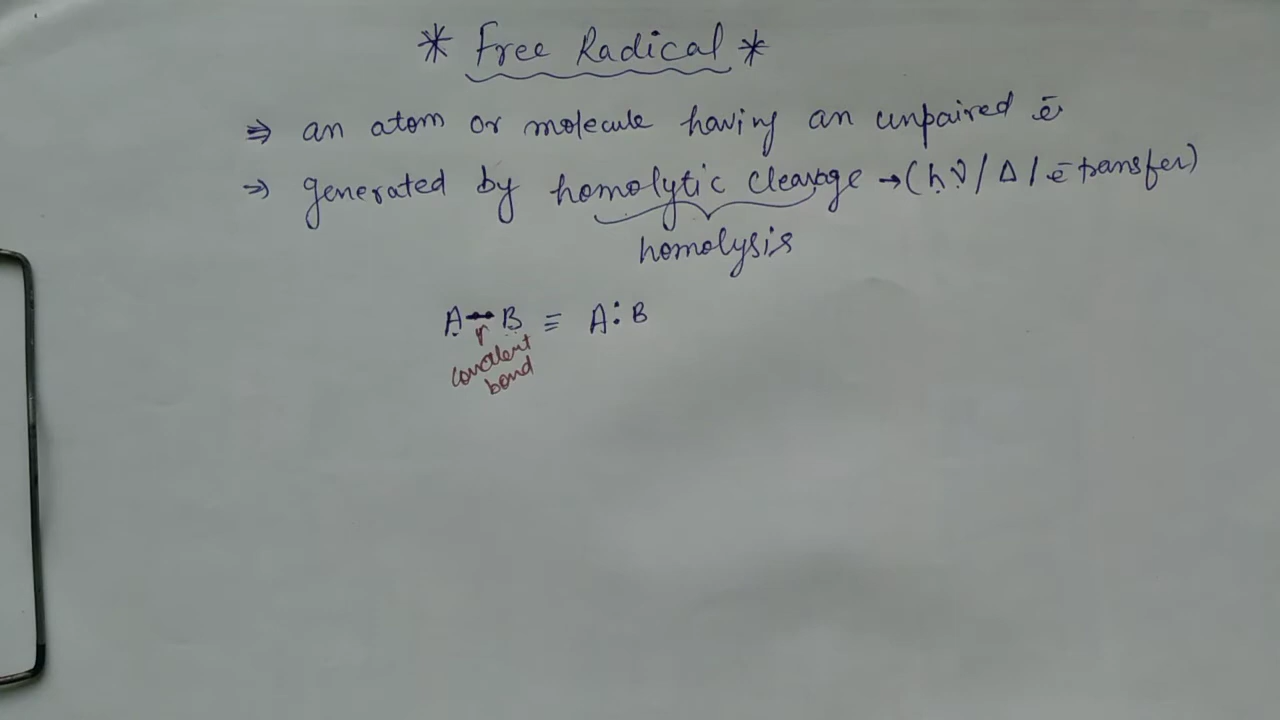 * Free Radical *
⇒ an atom or molecule having an unpaired ē
⇒ generated by homolytic cleavage → (hν/Δ/ē transfer)
homolysis
A–B ≡ A:B
covalent
bond